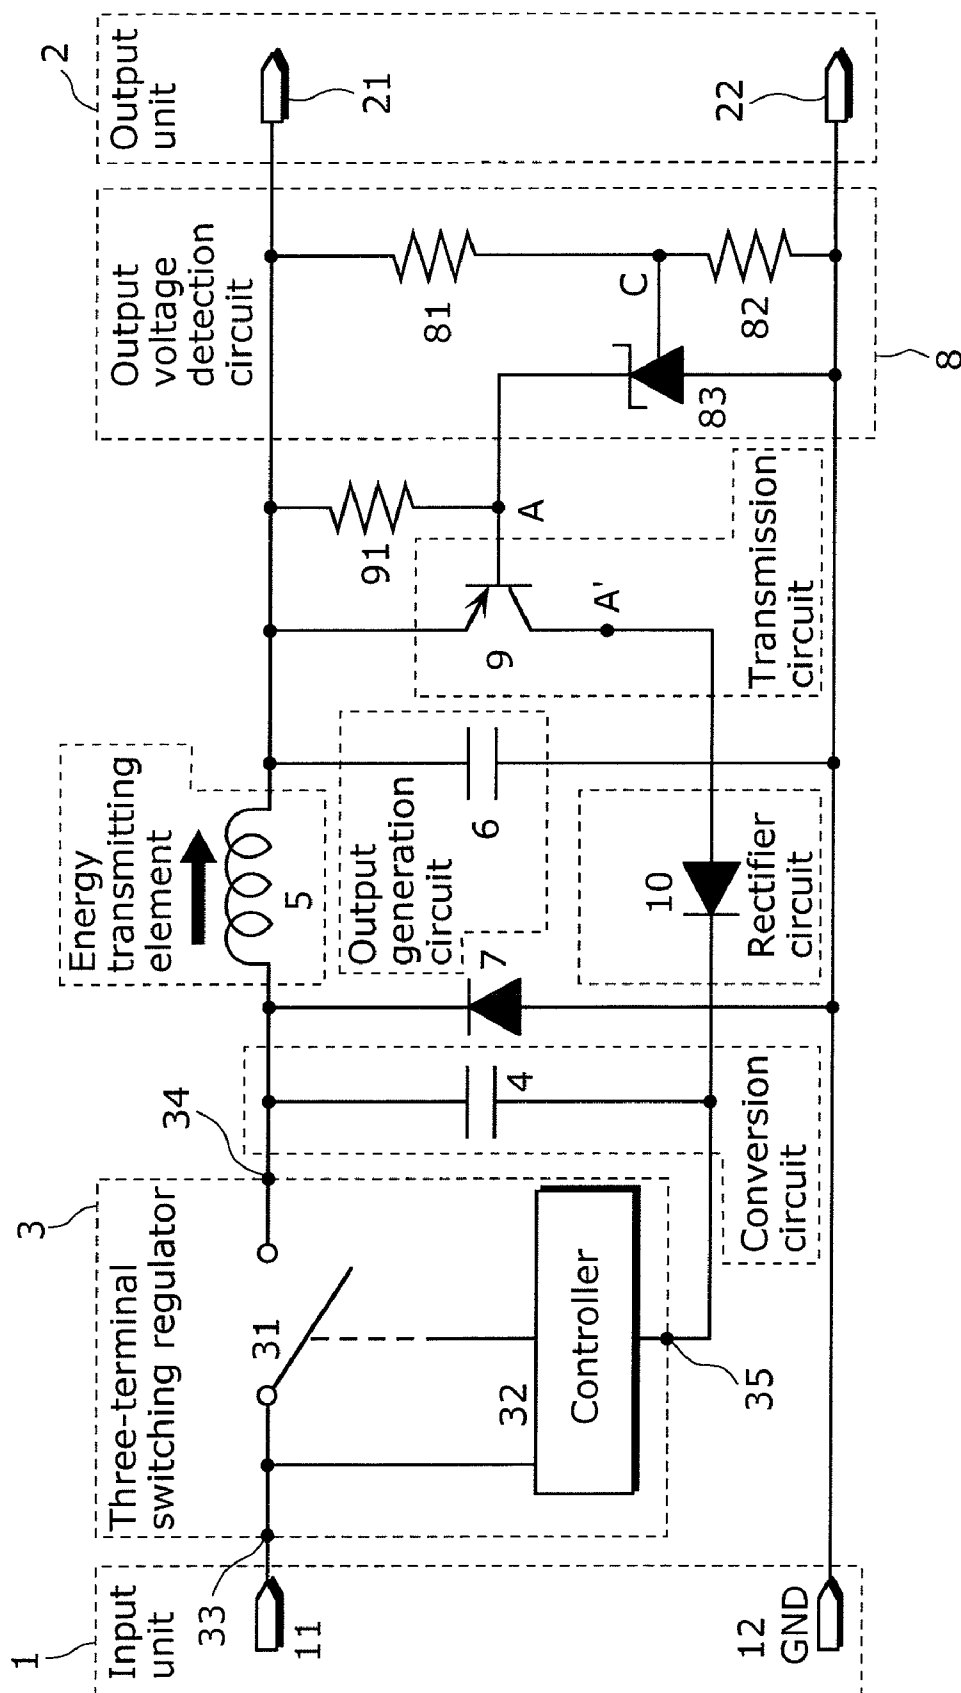 1
Input
unit
11
12
GND
33
3
Three-terminal
switching regulator
31
32
Controller
35
34
Conversion
circuit
4
7
Energy
transmitting
element
5
Output
generation
circuit
6
10
Rectifier
circuit
9
A'
Transmission
circuit
91
A
Output
voltage
detection
circuit
81
C
82
83
8
2
Output
unit
21
22